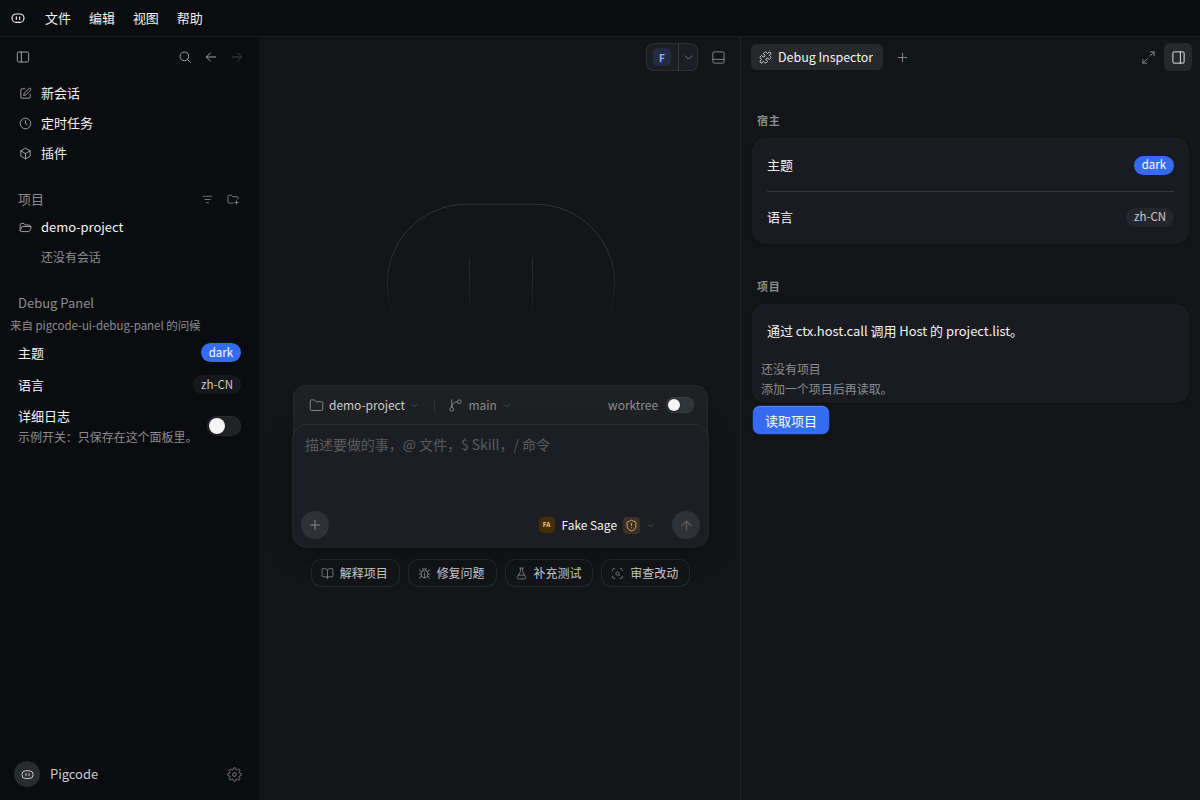 文件 编辑 视图 帮助
新会话
定时任务
插件
项目
demo-project
还没有会话
Debug Panel
来自 pigcode-ui-debug-panel 的问候
主题 dark
语言 zh-CN
详细日志
示例开关：只保存在这个面板里。
Pigcode
F
demo-project main worktree
描述要做的事，@ 文件，$ Skill，/ 命令
FA Fake Sage
解释项目 修复问题 补充测试 审查改动
Debug Inspector
宿主
主题 dark
语言 zh-CN
项目
通过 ctx.host.call 调用 Host 的 project.list。
还没有项目
添加一个项目后再读取。
读取项目